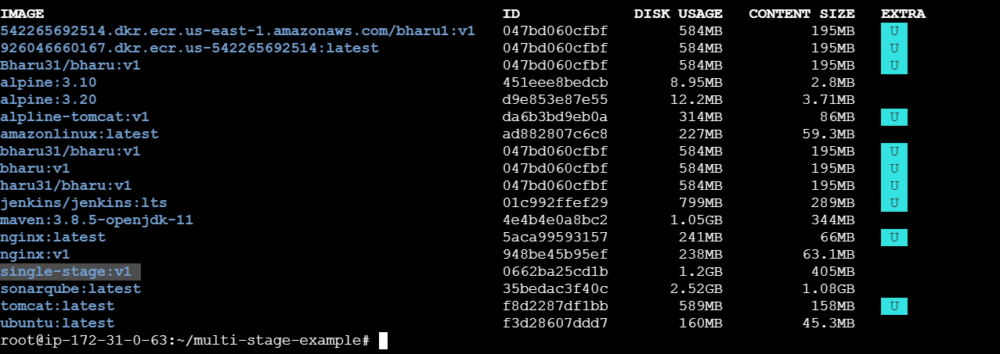 IMAGE ID DISK USAGE CONTENT SIZE EXTRA
542265692514.dkr.ecr.us-east-1.amazonaws.com/bharu1:v1 047bd060cfbf 584MB 195MB U
926046660167.dkr.ecr.us-542265692514:latest 047bd060cfbf 584MB 195MB U
Bharu31/bharu:v1 047bd060cfbf 584MB 195MB U
alpine:3.10 451eee8bedcb 8.95MB 2.8MB
alpine:3.20 d9e853e87e55 12.2MB 3.71MB
alpline-tomcat:v1 da6b3bd9eb0a 314MB 86MB U
amazonlinux:latest ad882807c6c8 227MB 59.3MB
bharu31/bharu:v1 047bd060cfbf 584MB 195MB U
bharu:v1 047bd060cfbf 584MB 195MB U
haru31/bharu:v1 047bd060cfbf 584MB 195MB U
jenkins/jenkins:lts 01c992ffef29 799MB 289MB U
maven:3.8.5-openjdk-11 4e4b4e0a8bc2 1.05GB 344MB
nginx:latest 5aca99593157 241MB 66MB U
nginx:v1 948be45b95ef 238MB 63.1MB
single-stage:v1 0662ba25cd1b 1.2GB 405MB
sonarqube:latest 35bedac3f40c 2.52GB 1.08GB
tomcat:latest f8d2287df1bb 589MB 158MB U
ubuntu:latest f3d28607ddd7 160MB 45.3MB
root@ip-172-31-0-63:~/multi-stage-example#